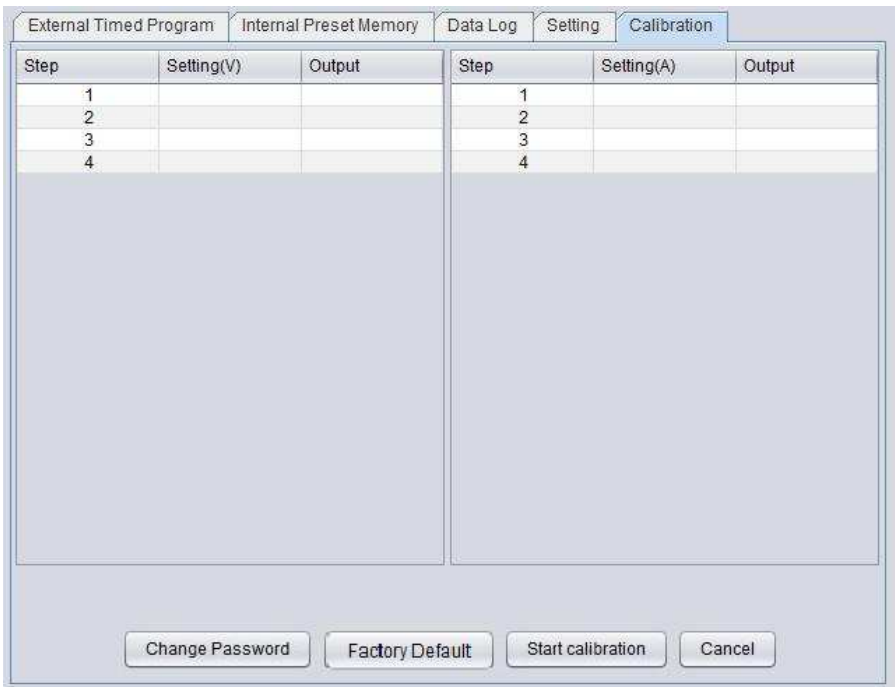 External Timed Program Internal Preset Memory Data Log Setting Calibration
Step Setting(V) Output Step Setting(A) Output
1 1
2 2
3 3
4 4
Change Password Factory Default Start calibration Cancel